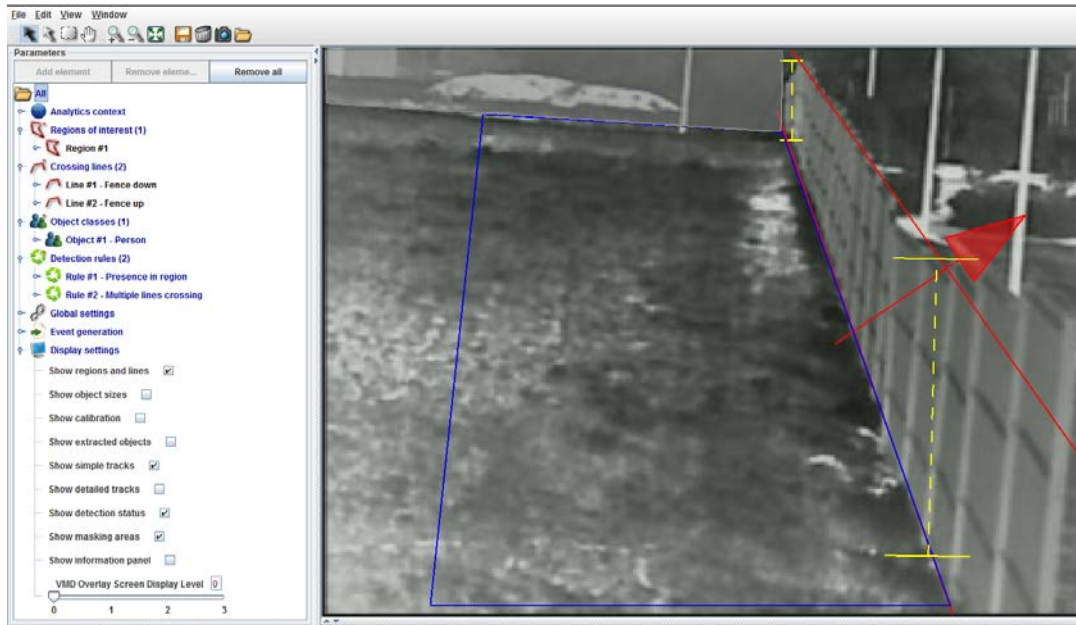 File Edit View Window
Parameters
Add element Remove eleme... Remove all
All
Analytics context
Regions of interest (1)
Region #1
Crossing lines (2)
Line #1 - Fence down
Line #2 - Fence up
Object classes (1)
Object #1 - Person
Detection rules (2)
Rule #1 - Presence in region
Rule #2 - Multiple lines crossing
Global settings
Event generation
Display settings
Show regions and lines
Show object sizes
Show calibration
Show extracted objects
Show simple tracks
Show detailed tracks
Show detection status
Show masking areas
Show information panel
VMD Overlay Screen Display Level 0
0 1 2 3